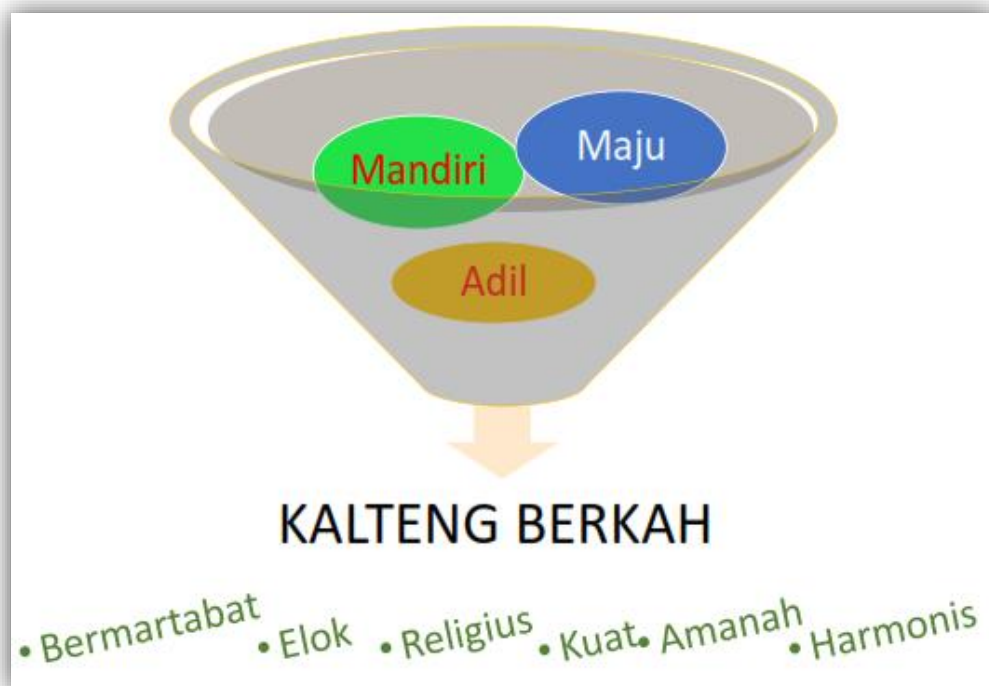 Mandiri
Maju
Adil
KALTENG BERKAH
• Bermartabat • Elok • Religius • Kuat • Amanah • Harmonis